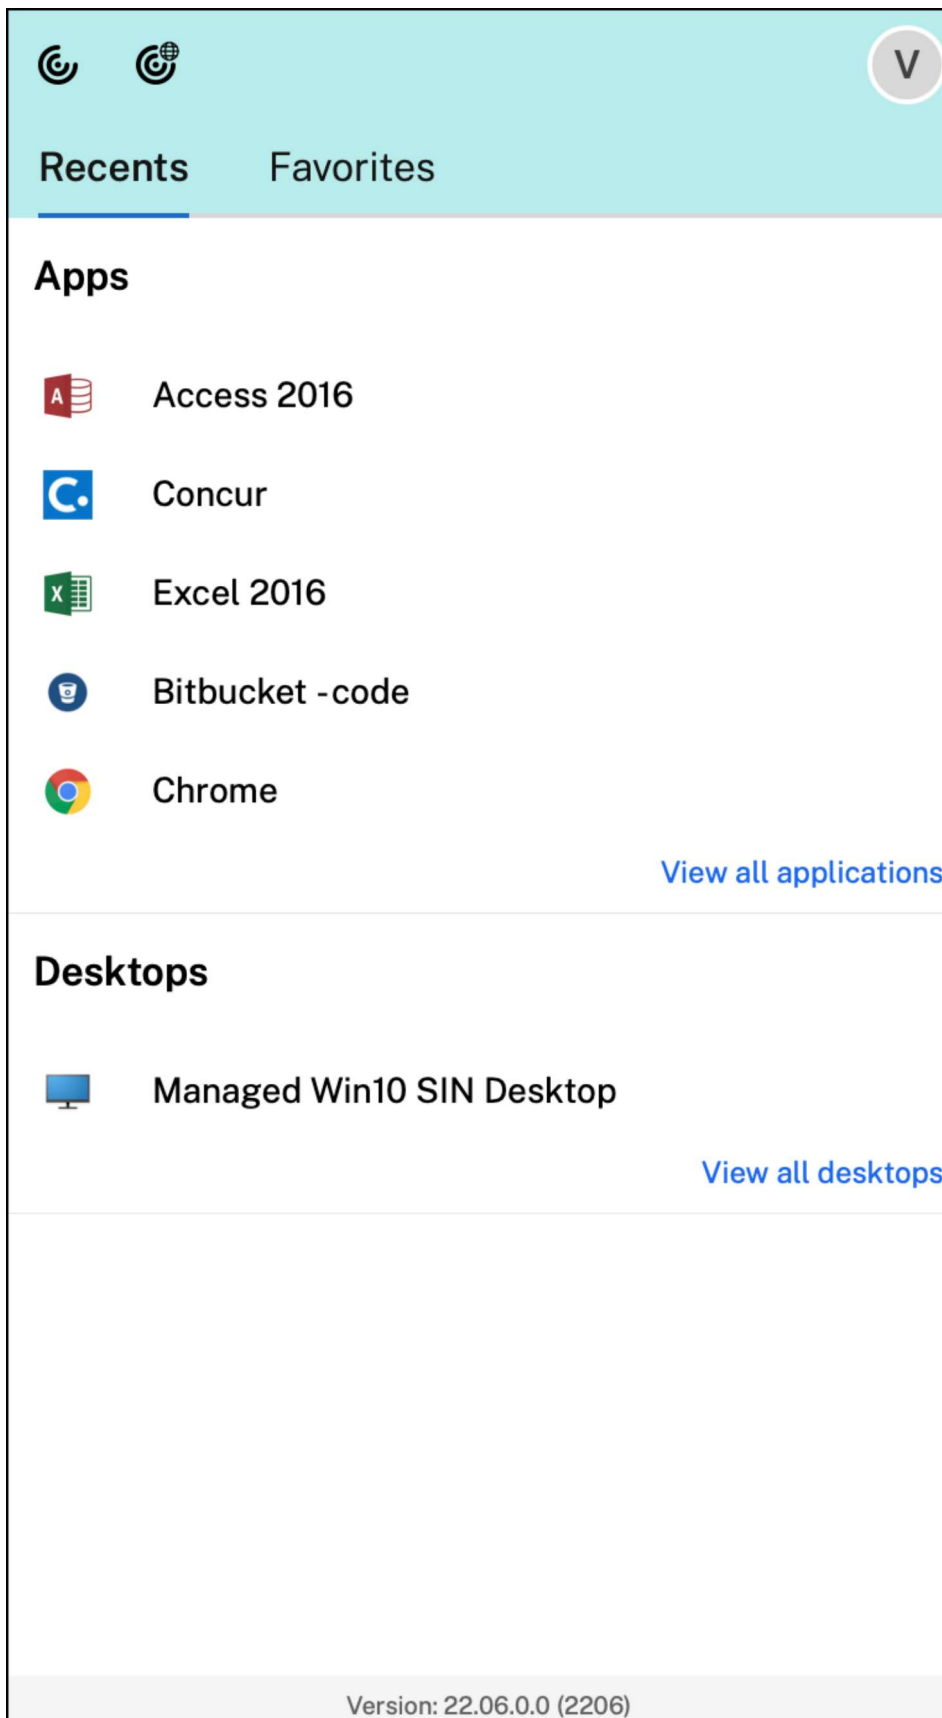 V
Recents Favorites
Apps
Access 2016
Concur
Excel 2016
Bitbucket - code
Chrome
View all applications
Desktops
Managed Win10 SIN Desktop
View all desktops
Version: 22.06.0.0 (2206)